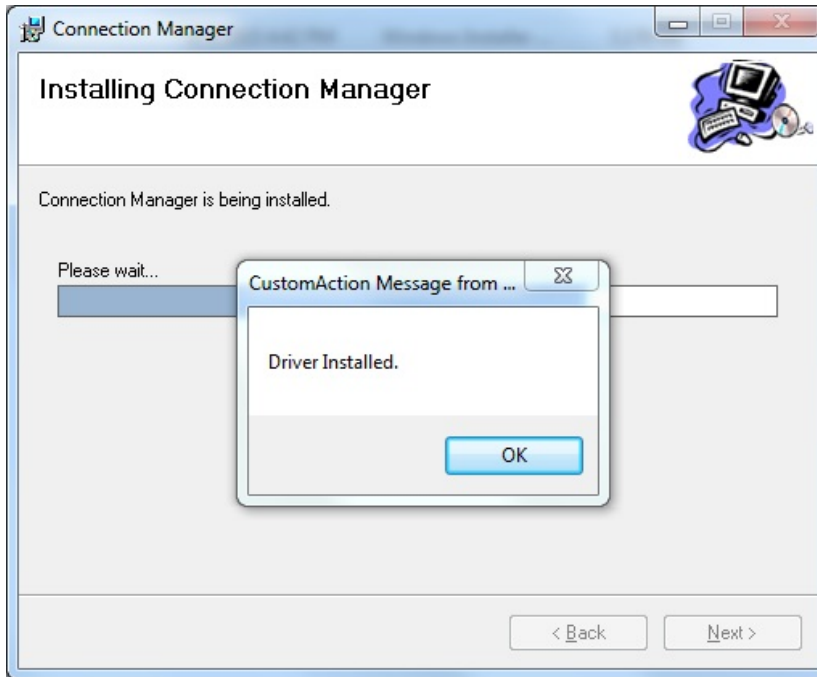 Connection Manager
Installing Connection Manager
Connection Manager is being installed.
Please wait...
CustomAction Message from ...
Driver Installed.
OK
< Back
Next >